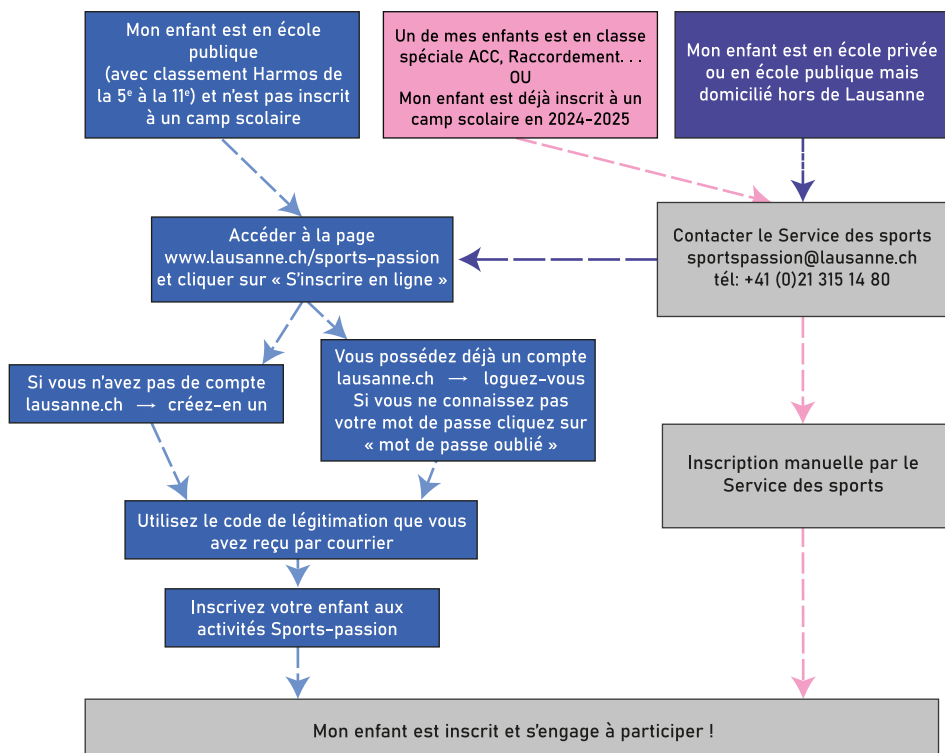 Mon enfant est en école
publique
(avec classement Harmos de
la 5e à la 11e) et n'est pas inscrit
à un camp scolaire
Un de mes enfants est en classe
spéciale ACC, Raccordement. . .
OU
Mon enfant est déjà inscrit à un
camp scolaire en 2024-2025
Mon enfant est en école privée
ou en école publique mais
domicilié hors de Lausanne
Accéder à la page
www.lausanne.ch/sports-passion
et cliquer sur « S'inscrire en ligne »
Contacter le Service des sports
sportspassion@lausanne.ch
tél: +41 (0)21 315 14 80
Si vous n'avez pas de compte
lausanne.ch → créez-en un
Vous possédez déjà un compte
lausanne.ch → loguez-vous
Si vous ne connaissez pas
votre mot de passe cliquez sur
« mot de passe oublié »
Inscription manuelle par le
Service des sports
Utilisez le code de légitimation que vous
avez reçu par courrier
Inscrivez votre enfant aux
activités Sports-passion
Mon enfant est inscrit et s'engage à participer !